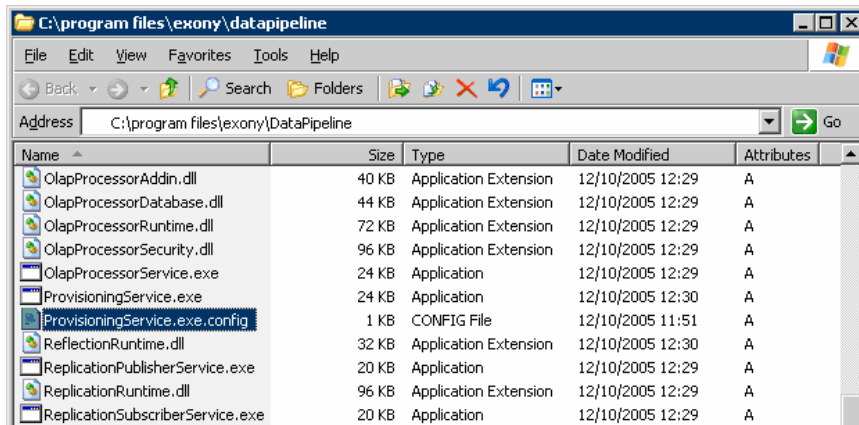 C:\program files\exony\datapipeline
File Edit View Favorites Tools Help
Back Search Folders
Address C:\program files\exony\DataPipeline Go
Name Size Type Date Modified Attributes
OlapProcessorAddin.dll 40 KB Application Extension 12/10/2005 12:29 A
OlapProcessorDatabase.dll 44 KB Application Extension 12/10/2005 12:29 A
OlapProcessorRuntime.dll 72 KB Application Extension 12/10/2005 12:29 A
OlapProcessorSecurity.dll 96 KB Application Extension 12/10/2005 12:29 A
OlapProcessorService.exe 24 KB Application 12/10/2005 12:29 A
ProvisioningService.exe 24 KB Application 12/10/2005 12:30 A
ProvisioningService.exe.config 1 KB CONFIG File 12/10/2005 11:51 A
ReflectionRuntime.dll 32 KB Application Extension 12/10/2005 12:30 A
ReplicationPublisherService.exe 20 KB Application 12/10/2005 12:29 A
ReplicationRuntime.dll 96 KB Application Extension 12/10/2005 12:29 A
ReplicationSubscriberService.exe 20 KB Application 12/10/2005 12:29 A